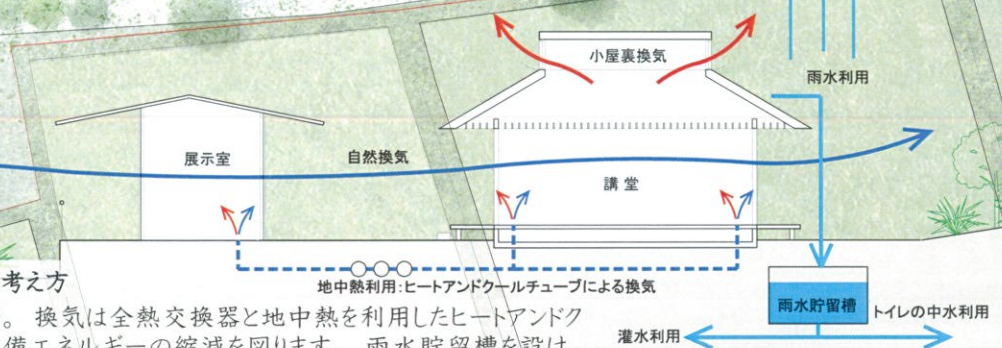 小屋裏換気
雨水利用
展示室
自然換気
講堂
地中熱利用:ヒートアンドクールチューブによる換気
雨水貯留槽
トイレの中水利用
灌水利用
考え方
。換気は全熱交換器と地中熱を利用したヒートアンドク
備エネルギーの縮減を図ります。雨水貯留槽を設け